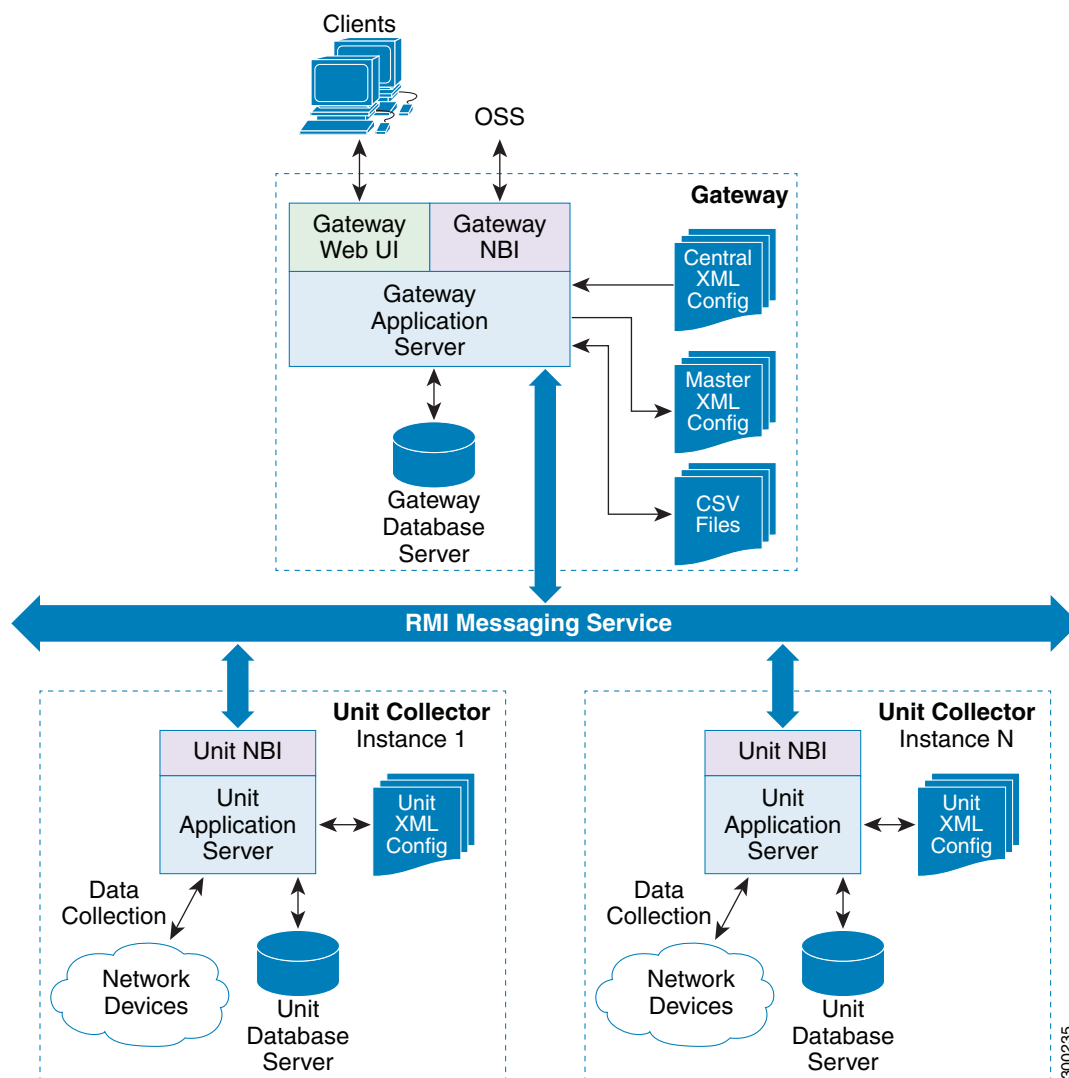 Clients
OSS
Gateway
Gateway
Web UI
Gateway
NBI
Gateway
Application
Server
Central
XML
Config
Master
XML
Config
CSV
Files
Gateway
Database
Server
RMI Messaging Service
Unit Collector
Instance 1
Unit NBI
Unit
Application
Server
Unit
XML
Config
Data
Collection
Network
Devices
Unit
Database
Server
Unit Collector
Instance N
Unit NBI
Unit
Application
Server
Unit
XML
Config
Data
Collection
Network
Devices
Unit
Database
Server
300235